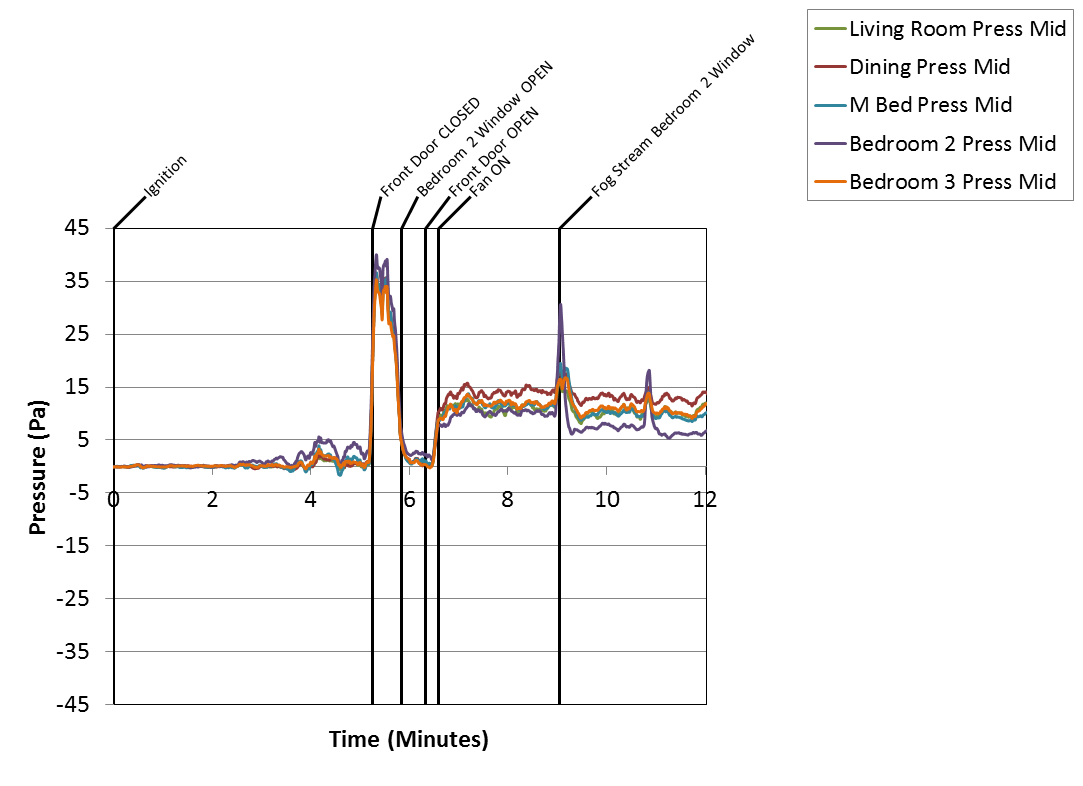 Living Room Press Mid
Dining Press Mid
M Bed Press Mid
Bedroom 2 Press Mid
Bedroom 3 Press Mid
Ignition
Front Door CLOSED
Bedroom 2 Window OPEN
Front Door OPEN
Fan ON
Fog Stream Bedroom 2 Window
45
35
25
15
5
-5
-15
-25
-35
-45
0 2 4 6 8 10 12
Pressure (Pa)
Time (Minutes)